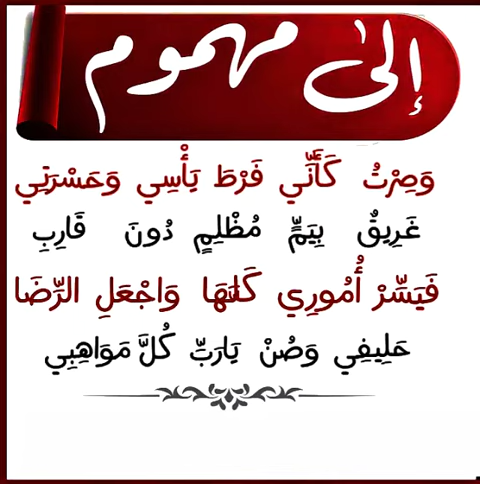 إلىٰ مهموم
وَصِرْتُ كَأَنِّي فَرْطَ يَأْسِي وَحَسْرَتِي
غَرِيقٌ بِيَمٍّ مُظْلِمٍ دُونَ قَارِبِ
فَيَسِّرْ أُمُورِي كَلَّهَا وَاجْعَلِ الرِّضَا
حَلِيفِي وَصُنْ يَارَبِّ كُلَّ مَوَاهِبِي